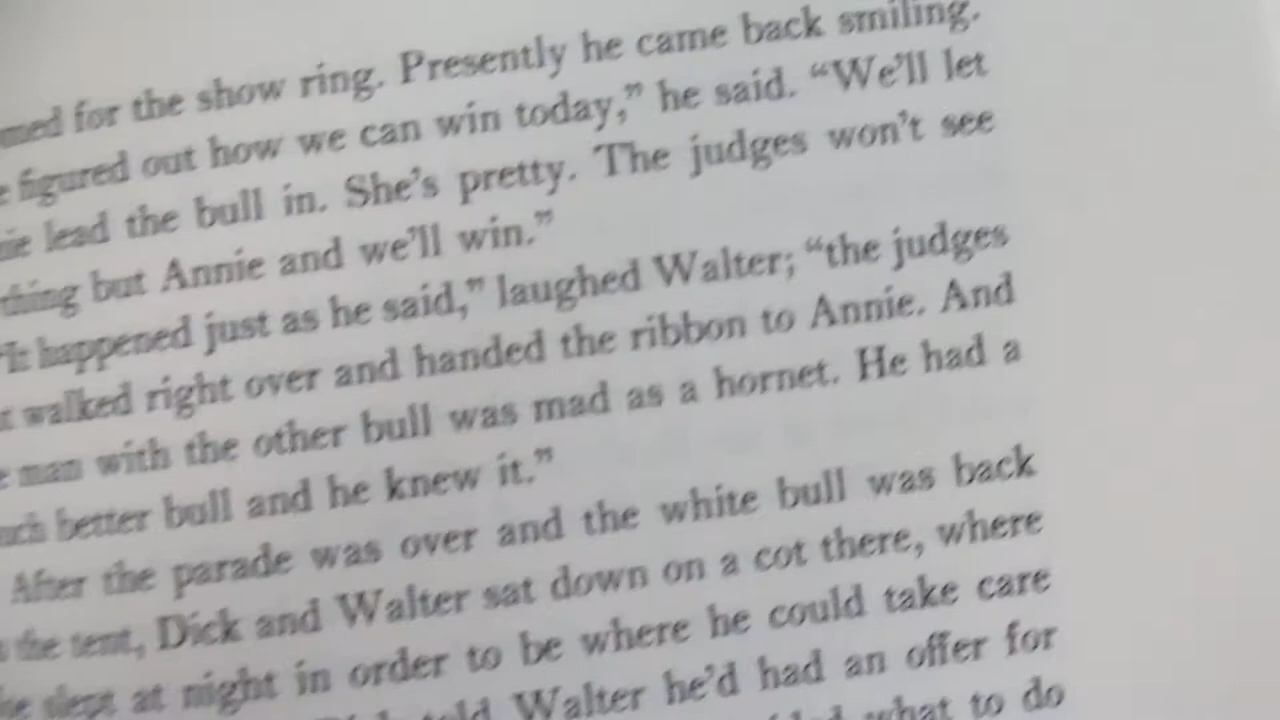 for the show ring. Presently he came back smiling.
figured out how we can win today,” he said. “We’ll let
lead the bull in. She’s pretty. The judges won’t see
but Annie and we’ll win.”
“It happened just as he said,” laughed Walter; “the judges
walked right over and handed the ribbon to Annie. And
man with the other bull was mad as a hornet. He had a
better bull and he knew it.”
After the parade was over and the white bull was back
the tent, Dick and Walter sat down on a cot there, where
slept at night in order to be where he could take care
told Walter he’d had an offer for
what to do